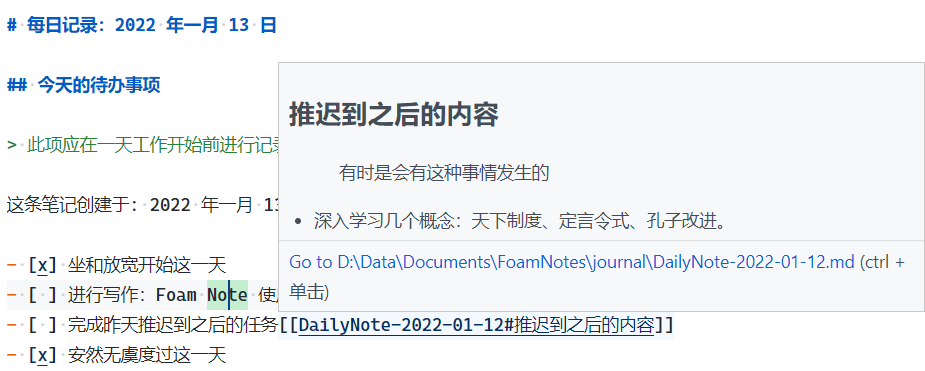 # 每日记录：2022 年一月 13 日
## 今天的待办事项
> 此项应在一天工作开始前进行记录
这条笔记创建于：2022 年一月 13
- [x] 坐和放宽开始这一天
- [ ] 进行写作：Foam Note 使
- [ ] 完成昨天推迟到之后的任务[[DailyNote-2022-01-12#推迟到之后的内容]]
- [x] 安然无虞度过这一天
推迟到之后的内容
有时是会有这种事情发生的
• 深入学习几个概念：天下制度、定言令式、孔子改进。
Go to D:\Data\Documents\FoamNotes\journal\DailyNote-2022-01-12.md (ctrl +
单击)